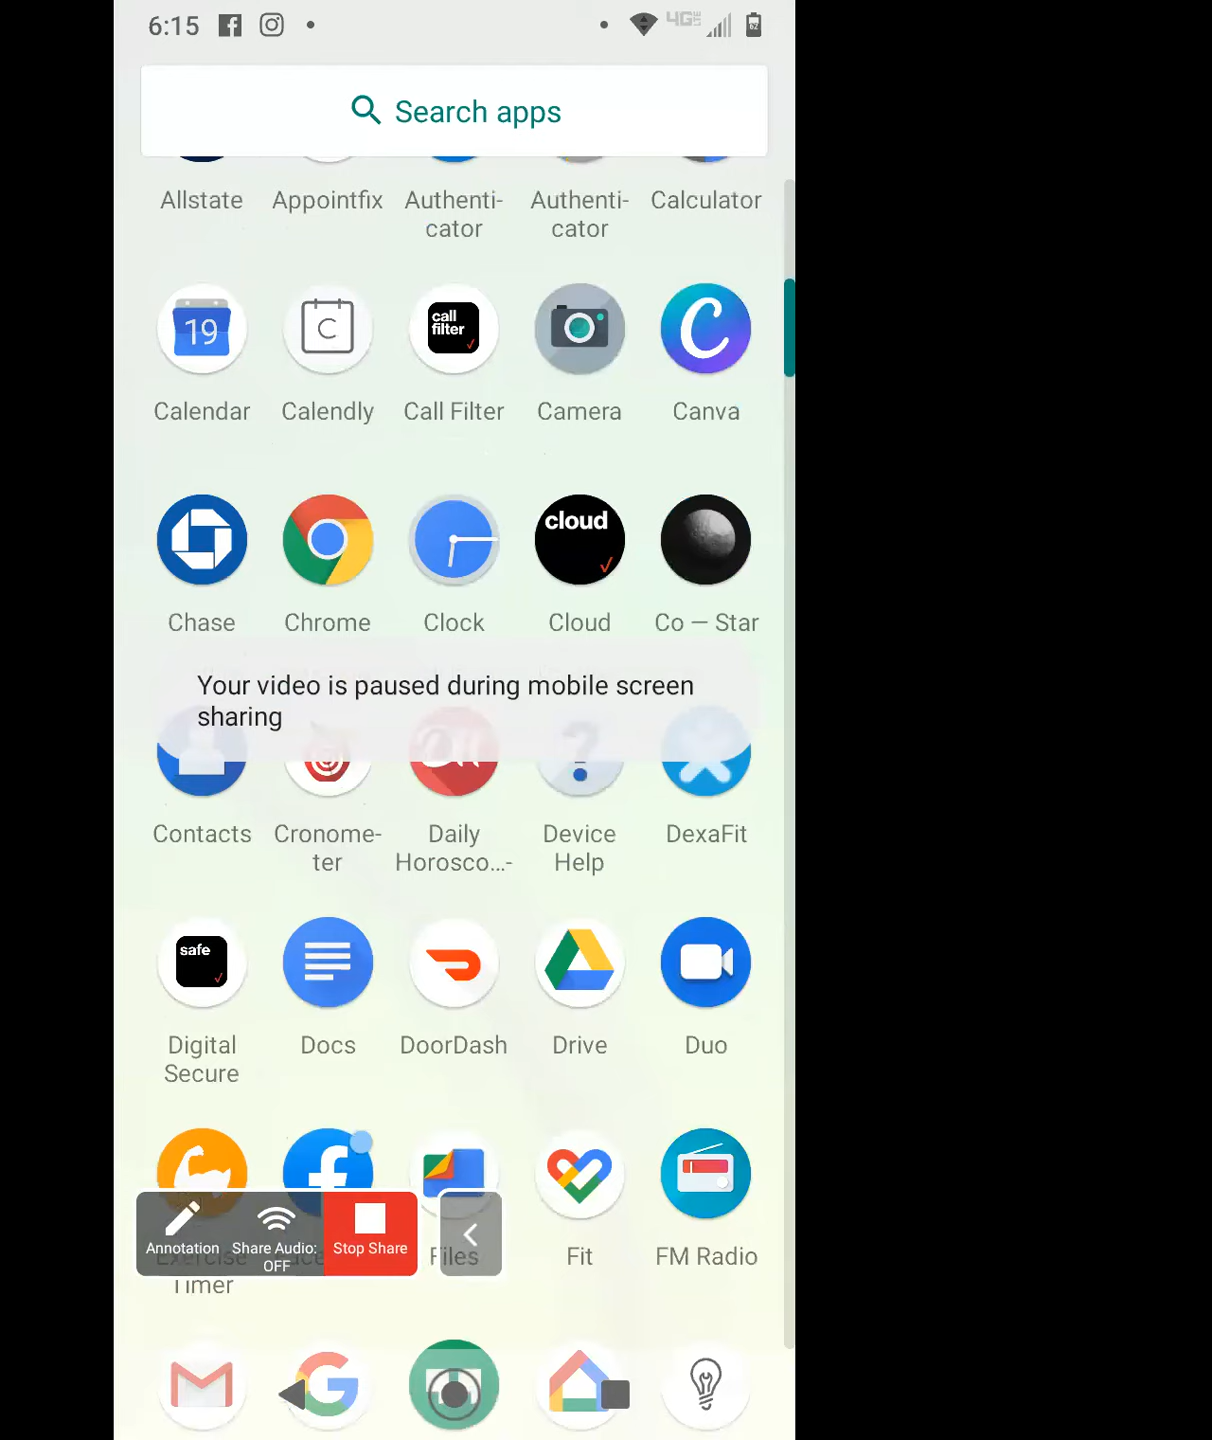 6:15
4G LTE
62
Search apps
Allstate Appointfix Authenti- Authenti- Calculator
cator cator
19 C call
filter C
Calendar Calendly Call Filter Camera Canva
cloud
Chase Chrome Clock Cloud Co — Star
Your video is paused during mobile screen
sharing
Contacts Cronome- Daily Device DexaFit
ter Horosco...- Help
safe
Digital Docs DoorDash Drive Duo
Secure
Annotation Share Audio: Stop Share
OFF
Exercise Files Fit FM Radio
Timer